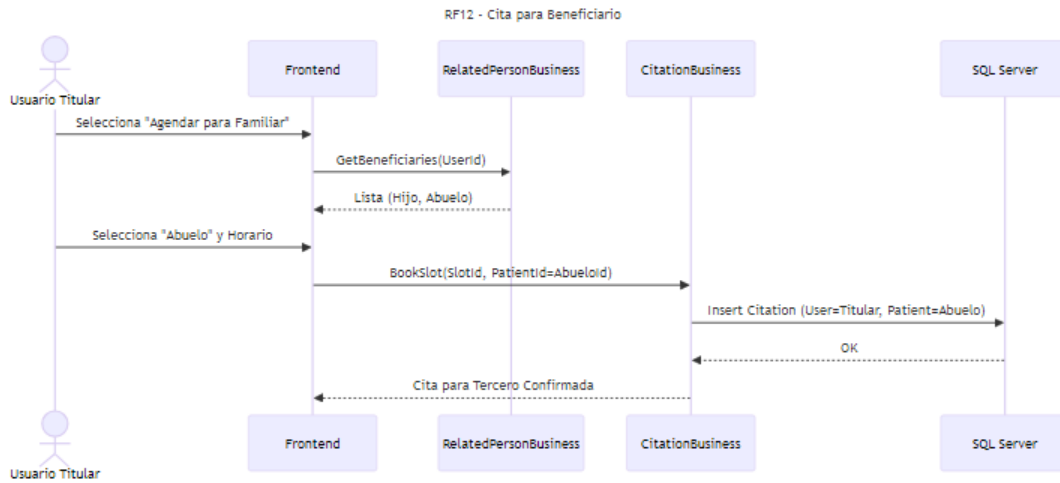 RF12 - Cita para Beneficiario
Usuario Titular
Frontend
RelatedPersonBusiness
CitationBusiness
SQL Server
Selecciona "Agendar para Familiar"
GetBeneficiaries(UserId)
Lista (Hijo, Abuelo)
Selecciona "Abuelo" y Horario
BookSlot(SlotId, PatientId=AbueloId)
Insert Citation (User=Titular, Patient=Abuelo)
OK
Cita para Tercero Confirmada
Usuario Titular
Frontend
RelatedPersonBusiness
CitationBusiness
SQL Server